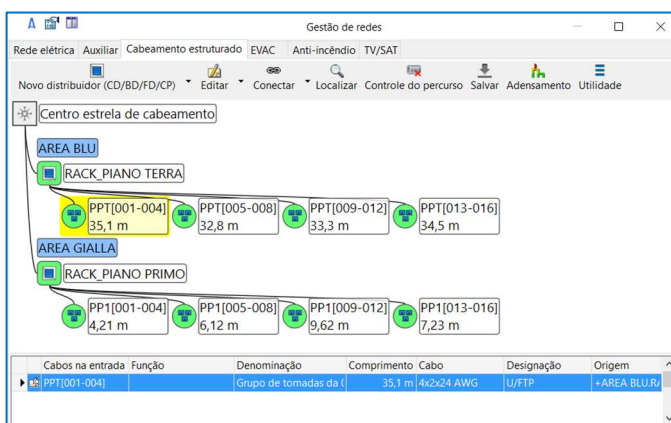 Gestão de redes
Rede elétrica Auxiliar Cabeamento estruturado EVAC Anti-incêndio TV/SAT
Novo distribuidor (CD/BD/FD/CP) Editar Conectar Localizar Controle do percurso Salvar Adensamento Utilidade
Centro estrela de cabeamento
AREA BLU
RACK_PIANO TERRA
PPT[001-004] PPT[005-008] PPT[009-012] PPT[013-016]
35,1 m 32,8 m 33,3 m 34,5 m
AREA GIALLA
RACK_PIANO PRIMO
PP1[001-004] PP1[005-008] PP1[009-012] PP1[013-016]
4,21 m 6,12 m 9,62 m 7,23 m
Cabos na entrada Função Denominação Comprimento Cabo Designação Origem
PPT[001-004] Grupo de tomadas da 35,1 m 4x2x24 AWG U/FTP +AREA BLU.R